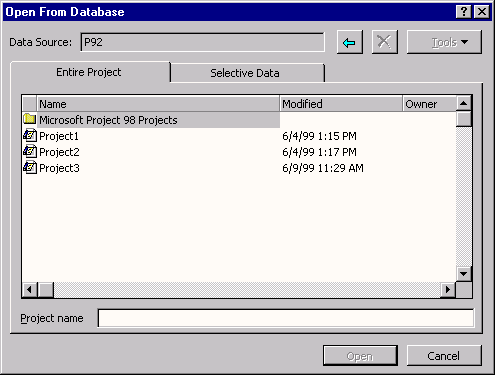 Open From Database
Data Source: P92 Tools
Entire Project Selective Data
Name Modified Owner
Microsoft Project 98 Projects
Project1 6/4/99 1:15 PM
Project2 6/4/99 1:17 PM
Project3 6/9/99 11:29 AM
Project name
Open Cancel